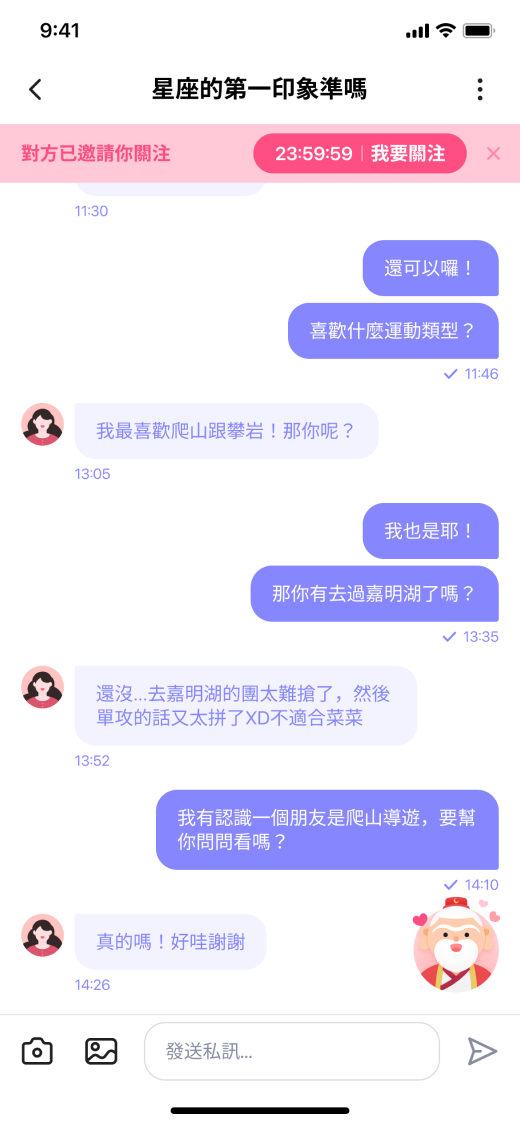 9:41
星座的第一印象準嗎
對方已邀請你關注
23:59:59 | 我要關注
11:30
還可以囉！
喜歡什麼運動類型？
11:46
我最喜歡爬山跟攀岩！那你呢？
13:05
我也是耶！
那你有去過嘉明湖了嗎？
13:35
還沒...去嘉明湖的團太難搶了，然後
單攻的話又太拼了XD不適合菜菜
13:52
我有認識一個朋友是爬山導遊，要幫
你問問看嗎？
14:10
真的嗎！好哇謝謝
14:26
發送私訊...